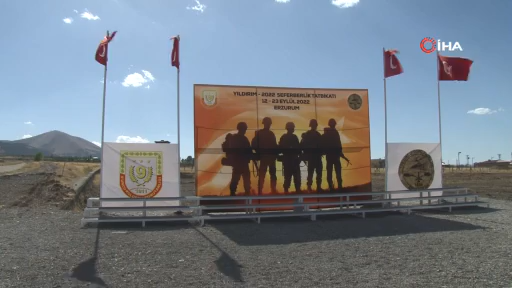 İHA
YILDIRIM - 2022 SEFERBERLİK TATBİKATI
12 - 23 EYLÜL 2022
ERZURUM